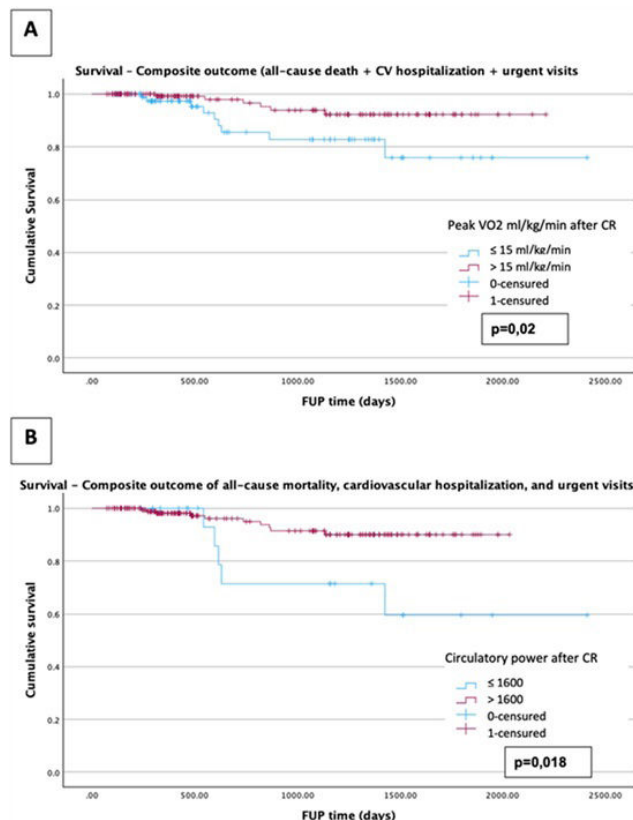 A
Survival - Composite outcome (all-cause death + CV hospitalization + urgent visits
Cumulative Survival
1.0
0.8
0.6
0.4
0.2
0.0
Peak VO2 ml/kg/min after CR
≤ 15 ml/kg/min
> 15 ml/kg/min
0-censured
1-censured
p=0,02
.00 500.00 1000.00 1500.00 2000.00 2500.00
FUP time (days)
B
Survival - Composite outcome of all-cause mortality, cardiovascular hospitalization, and urgent visits
Cumulative survival
1.0
0.8
0.6
0.4
0.2
0.0
Circulatory power after CR
≤ 1600
> 1600
0-censured
1-censured
p=0,018
.00 500.00 1000.00 1500.00 2000.00 2500.00
FUP time (days)